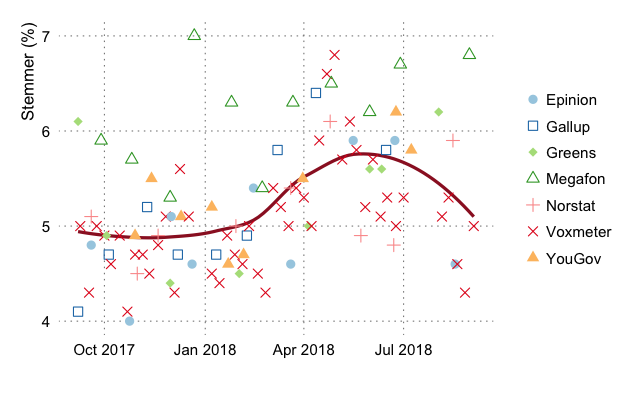 Stemmer (%)
7
6
5
4
Oct 2017 Jan 2018 Apr 2018 Jul 2018
Epinion
Gallup
Greens
Megafon
Norstat
Voxmeter
YouGov